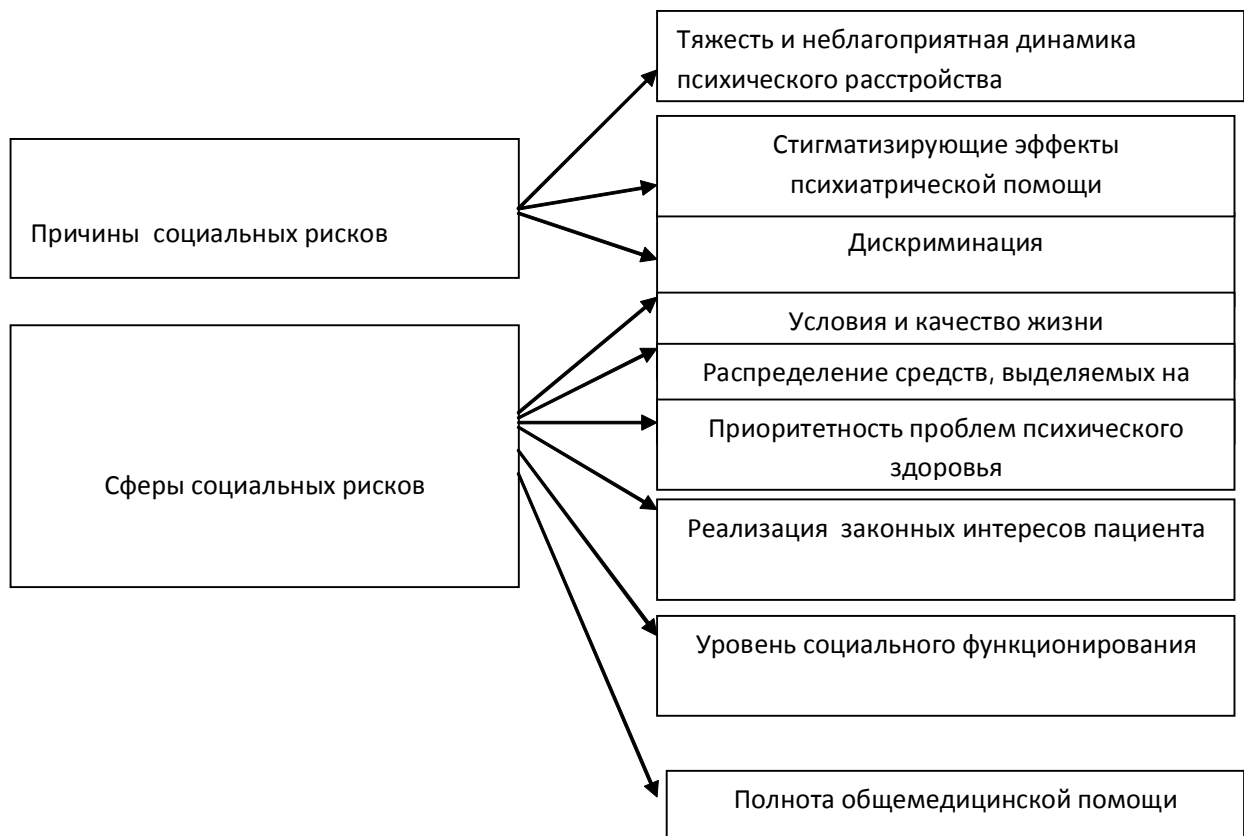 Причины социальных рисков
Тяжесть и неблагоприятная динамика
психического расстройства
Стигматизирующие эффекты
психиатрической помощи
Дискриминация
Сферы социальных рисков
Условия и качество жизни
Распределение средств, выделяемых на
Приоритетность проблем психического
здоровья
Реализация законных интересов пациента
Уровень социального функционирования
Полнота общемедицинской помощи